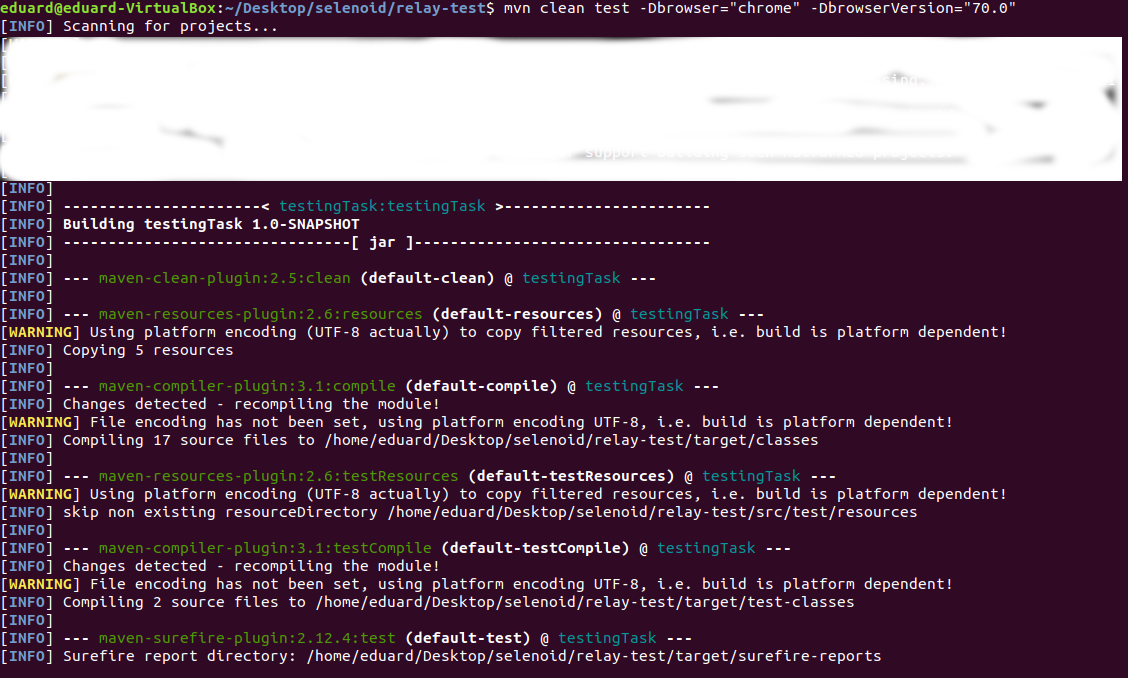 eduard@eduard-VirtualBox:~/Desktop/selenoid/relay-test$ mvn clean test -Dbrowser="chrome" -DbrowserVersion="70.0"
[INFO] Scanning for projects...
support
[INFO]
[INFO] ----------------------< testingTask:testingTask >-----------------------
[INFO] Building testingTask 1.0-SNAPSHOT
[INFO] --------------------------------[ jar ]---------------------------------
[INFO]
[INFO] --- maven-clean-plugin:2.5:clean (default-clean) @ testingTask ---
[INFO]
[INFO] --- maven-resources-plugin:2.6:resources (default-resources) @ testingTask ---
[WARNING] Using platform encoding (UTF-8 actually) to copy filtered resources, i.e. build is platform dependent!
[INFO] Copying 5 resources
[INFO]
[INFO] --- maven-compiler-plugin:3.1:compile (default-compile) @ testingTask ---
[INFO] Changes detected - recompiling the module!
[WARNING] File encoding has not been set, using platform encoding UTF-8, i.e. build is platform dependent!
[INFO] Compiling 17 source files to /home/eduard/Desktop/selenoid/relay-test/target/classes
[INFO]
[INFO] --- maven-resources-plugin:2.6:testResources (default-testResources) @ testingTask ---
[WARNING] Using platform encoding (UTF-8 actually) to copy filtered resources, i.e. build is platform dependent!
[INFO] skip non existing resourceDirectory /home/eduard/Desktop/selenoid/relay-test/src/test/resources
[INFO]
[INFO] --- maven-compiler-plugin:3.1:testCompile (default-testCompile) @ testingTask ---
[INFO] Changes detected - recompiling the module!
[WARNING] File encoding has not been set, using platform encoding UTF-8, i.e. build is platform dependent!
[INFO] Compiling 2 source files to /home/eduard/Desktop/selenoid/relay-test/target/test-classes
[INFO]
[INFO] --- maven-surefire-plugin:2.12.4:test (default-test) @ testingTask ---
[INFO] Surefire report directory: /home/eduard/Desktop/selenoid/relay-test/target/surefire-reports